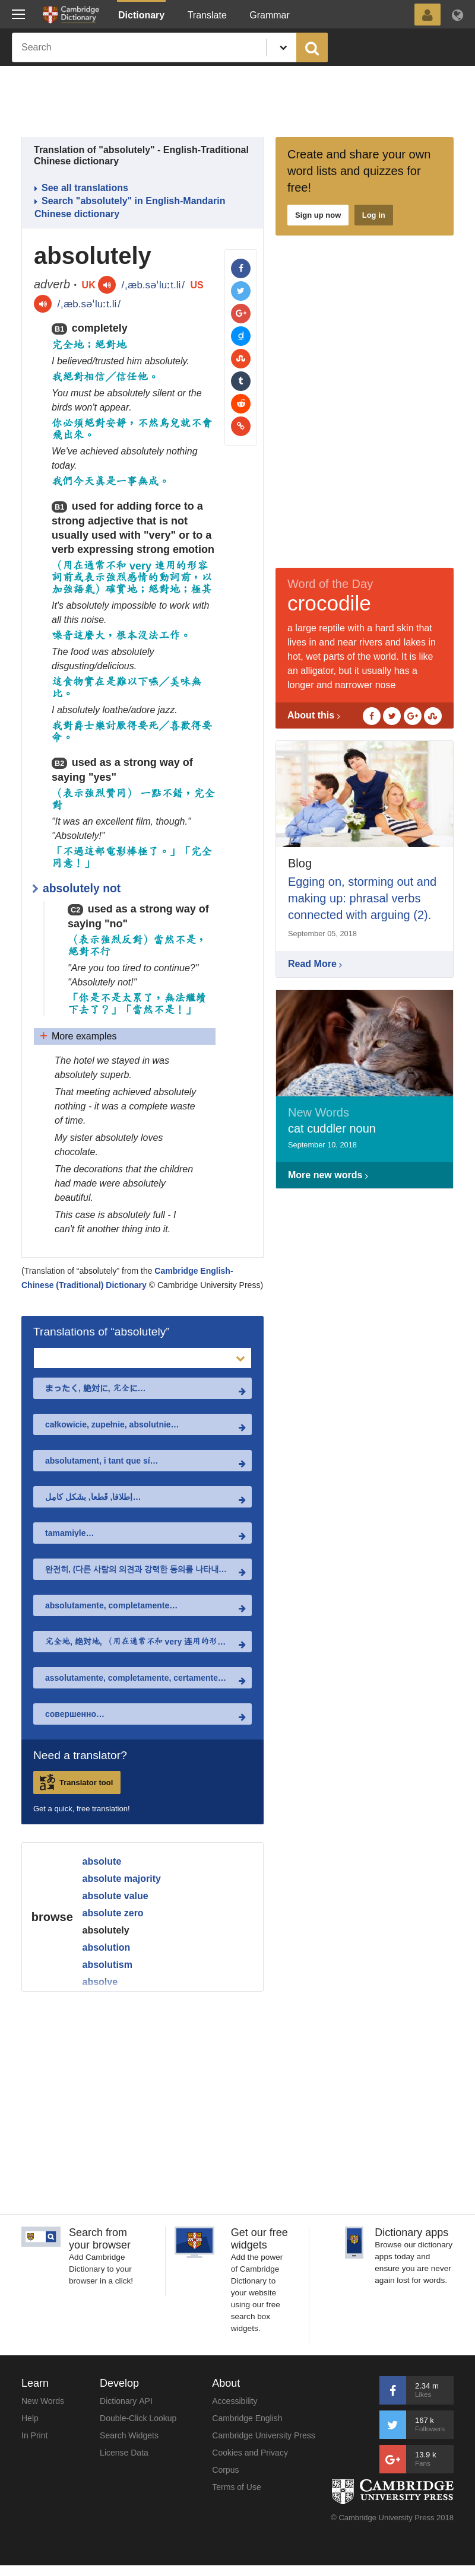 Cambridge
Dictionary
Dictionary
Translate
Grammar
Search
Translation of "absolutely" - English-Traditional
Chinese dictionary
See all translations
Search "absolutely" in English-Mandarin
Chinese dictionary
absolutely
adverb • UK /ˌæb.səˈluːt.li/ US
/ˌæb.səˈluːt.li/
B1 completely
完全地；絕對地
I believed/trusted him absolutely.
我絕對相信／信任他。
You must be absolutely silent or the
birds won't appear.
你必須絕對安靜，不然鳥兒就不會
飛出來。
We've achieved absolutely nothing
today.
我們今天真是一事無成。
B1 used for adding force to a
strong adjective that is not
usually used with "very" or to a
verb expressing strong emotion
（用在通常不和 very 連用的形容
詞前或表示強烈感情的動詞前，以
加強語氣）確實地；絕對地；極其
It's absolutely impossible to work with
all this noise.
噪音這麼大，根本沒法工作。
The food was absolutely
disgusting/delicious.
這食物實在是難以下嚥／美味無
比。
I absolutely loathe/adore jazz.
我對爵士樂討厭得要死／喜歡得要
命。
B2 used as a strong way of
saying "yes"
（表示強烈贊同） 一點不錯，完全
對
"It was an excellent film, though."
"Absolutely!"
「不過這部電影棒極了。」「完全
同意！」
absolutely not
C2 used as a strong way of
saying "no"
（表示強烈反對）當然不是，
絕對不行
"Are you too tired to continue?"
"Absolutely not!"
「你是不是太累了，無法繼續
下去了？」「當然不是！」
More examples
The hotel we stayed in was
absolutely superb.
That meeting achieved absolutely
nothing - it was a complete waste
of time.
My sister absolutely loves
chocolate.
The decorations that the children
had made were absolutely
beautiful.
This case is absolutely full - I
can't fit another thing into it.
(Translation of “absolutely” from the Cambridge English-
Chinese (Traditional) Dictionary © Cambridge University Press)
Translations of “absolutely”
まったく, 絶対に, 完全に…
całkowicie, zupełnie, absolutnie…
absolutament, i tant que sí…
إطلاقاً, قَطعاً, بشَكل كامِل…
tamamiyle…
완전히, (다른 사람의 의견과 강력한 동의를 나타내…
absolutamente, completamente…
完全地, 绝对地, （用在通常不和 very 连用的形…
assolutamente, completamente, certamente…
совершенно…
Need a translator?
Translator tool
Get a quick, free translation!
browse
absolute
absolute majority
absolute value
absolute zero
absolutely
absolution
absolutism
absolve
Create and share your own
word lists and quizzes for
free!
Sign up now
Log in
Word of the Day
crocodile
a large reptile with a hard skin that
lives in and near rivers and lakes in
hot, wet parts of the world. It is like
an alligator, but it usually has a
longer and narrower nose
About this
Blog
Egging on, storming out and
making up: phrasal verbs
connected with arguing (2).
September 05, 2018
Read More
New Words
cat cuddler noun
September 10, 2018
More new words
Search from
your browser
Add Cambridge
Dictionary to your
browser in a click!
Get our free
widgets
Add the power
of Cambridge
Dictionary to
your website
using our free
search box
widgets.
Dictionary apps
Browse our dictionary
apps today and
ensure you are never
again lost for words.
Learn
New Words
Help
In Print
Develop
Dictionary API
Double-Click Lookup
Search Widgets
License Data
About
Accessibility
Cambridge English
Cambridge University Press
Cookies and Privacy
Corpus
Terms of Use
2.34 m
Likes
167 k
Followers
13.9 k
Fans
CAMBRIDGE
UNIVERSITY PRESS
© Cambridge University Press 2018